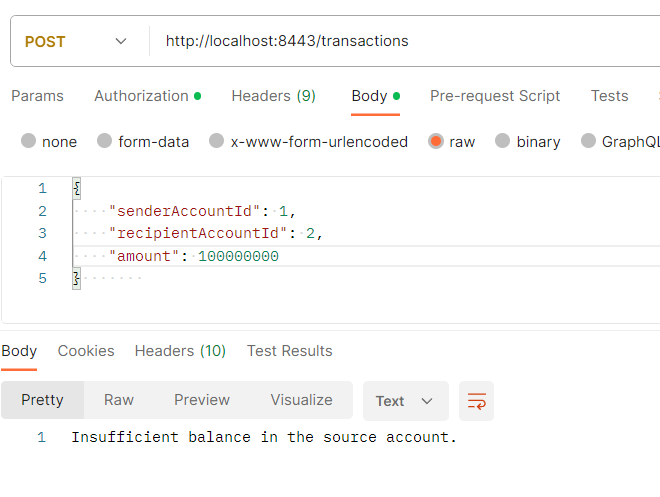 POST http://localhost:8443/transactions
Params Authorization Headers (9) Body Pre-request Script Tests
none form-data x-www-form-urlencoded raw binary GraphQL
1 {
2 "senderAccountId": 1,
3 "recipientAccountId": 2,
4 "amount": 100000000
5 }
Body Cookies Headers (10) Test Results
Pretty Raw Preview Visualize Text
1 Insufficient balance in the source account.